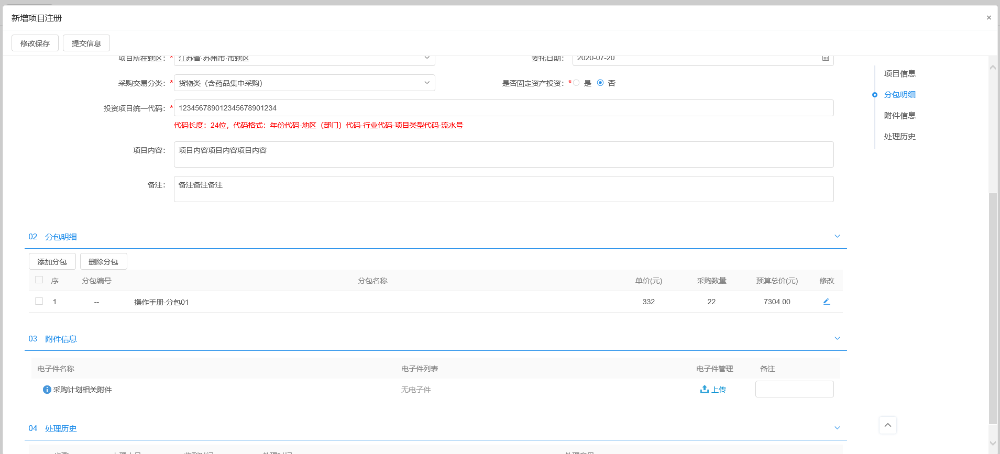 新增项目注册 ×
修改保存 提交信息
项目所在辖区：* 江苏省·苏州市·市辖区 委托日期： 2020-07-20
项目信息
采购交易分类：* 货物类（含药品集中采购） 是否固定资产投资：* 是 否
分包明细
投资项目统一代码：* 123456789012345678901234
附件信息
代码长度：24位，代码格式：年份代码-地区（部门）代码-行业代码-项目类型代码-流水号
处理历史
项目内容： 项目内容项目内容项目内容
备注： 备注备注备注
02 分包明细
添加分包 删除分包
序 分包编号 分包名称 单价(元) 采购数量 预算总价(元) 修改
1 -- 操作手册-分包01 332 22 7304.00
03 附件信息
电子件名称 电子件列表 电子件管理 备注
采购计划相关附件 无电子件 上传
04 处理历史